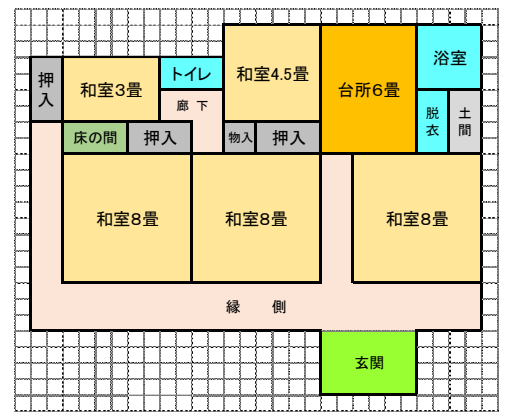 浴室
トイレ
和室4.5畳
押入
和室3畳
台所6畳
廊 下
脱衣
土間
床の間
押入
物入
押入
和室8畳
和室8畳
和室8畳
縁 側
玄関